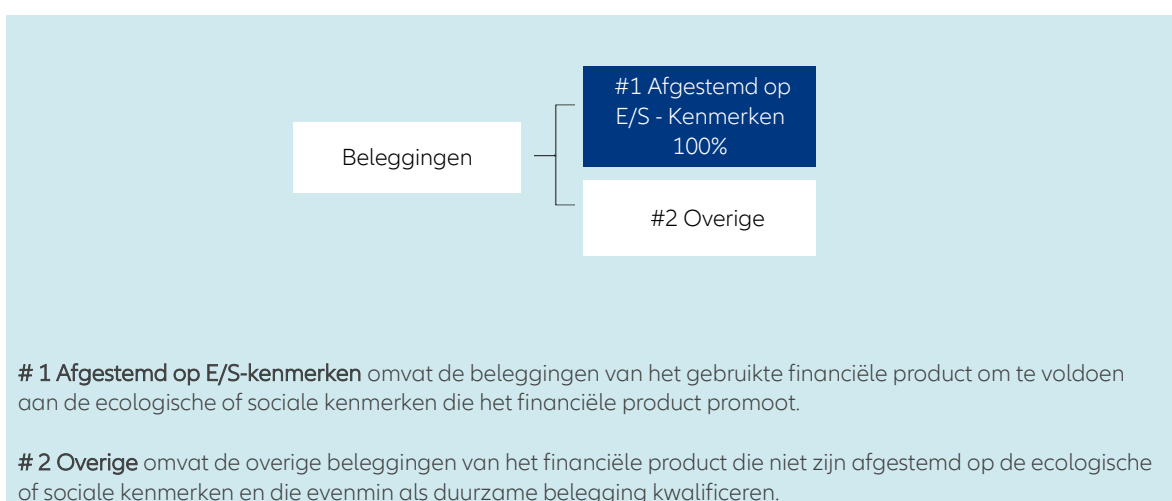 #1 Afgestemd op
E/S - Kenmerken
100%
Beleggingen
#2 Overige
# 1 Afgestemd op E/S-kenmerken omvat de beleggingen van het gebruikte financiële product om te voldoen
aan de ecologische of sociale kenmerken die het financiële product promoot.
# 2 Overige omvat de overige beleggingen van het financiële product die niet zijn afgestemd op de ecologische
of sociale kenmerken en die evenmin als duurzame belegging kwalificeren.